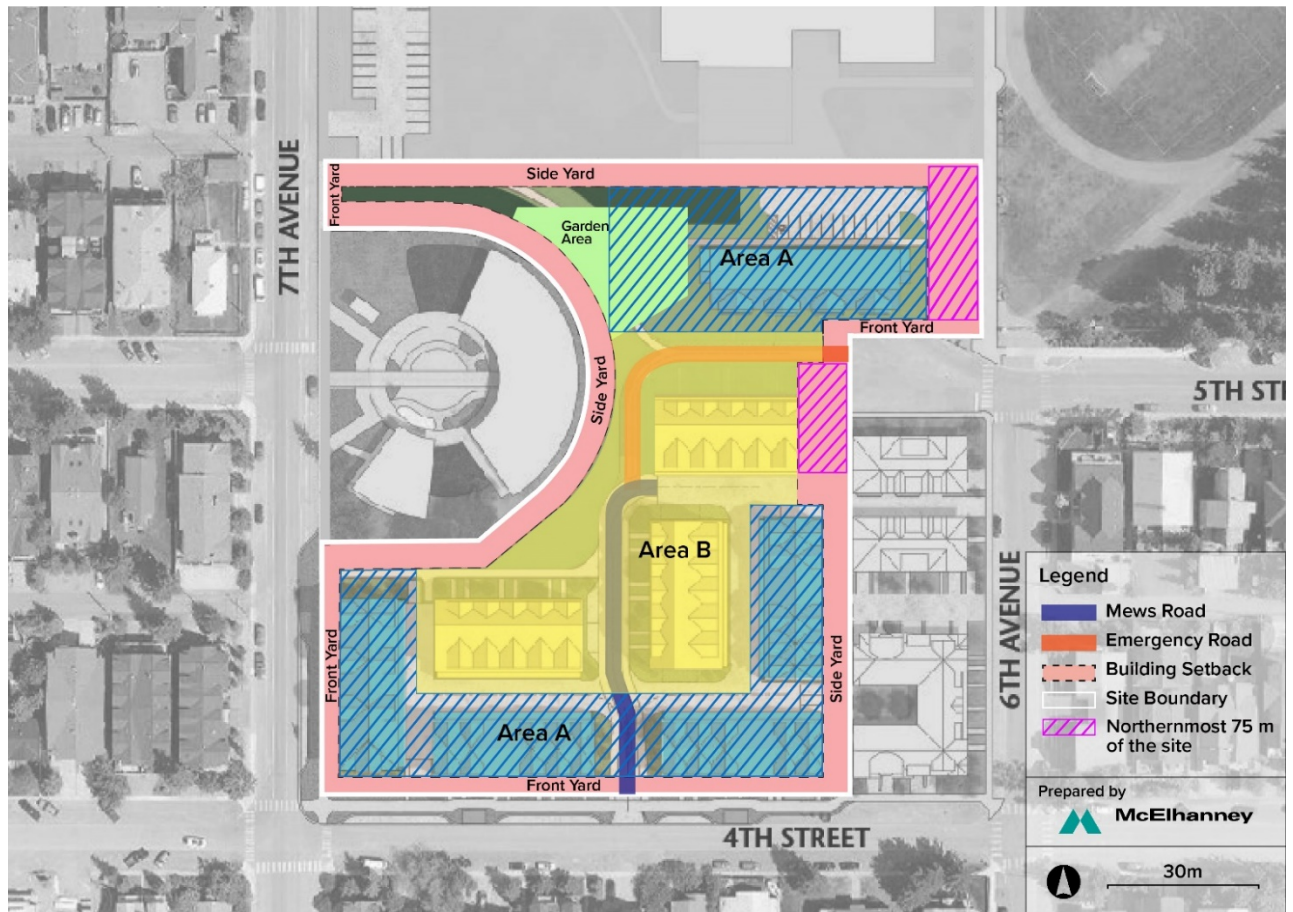 Side Yard
Front Yard
7TH AVENUE
Garden
Area
Area A
Front Yard
Side Yard
5TH STI
Area B
6TH AVENUE
Front Yard
Side Yard
Area A
Front Yard
4TH STREET
Legend
Mews Road
Emergency Road
Building Setback
Site Boundary
Northernmost 75 m
of the site
Prepared by
McElhanney
30m